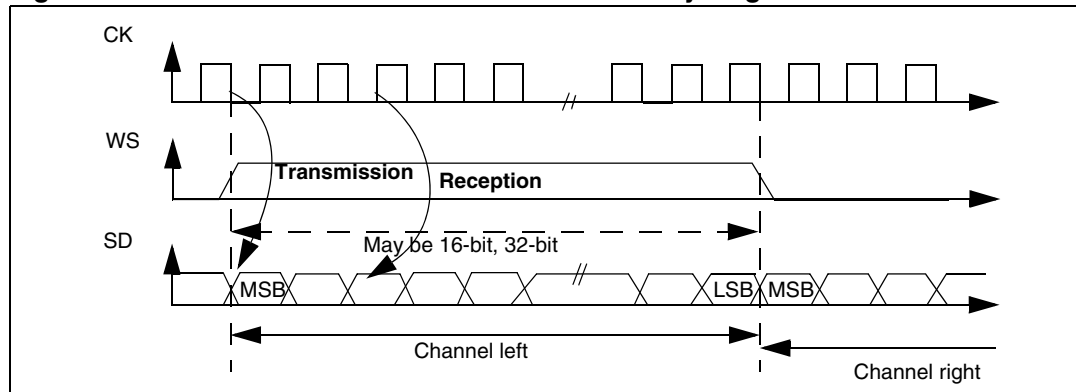 CK
WS
Transmission
Reception
May be 16-bit, 32-bit
SD
MSB
LSB
MSB
Channel left
Channel right